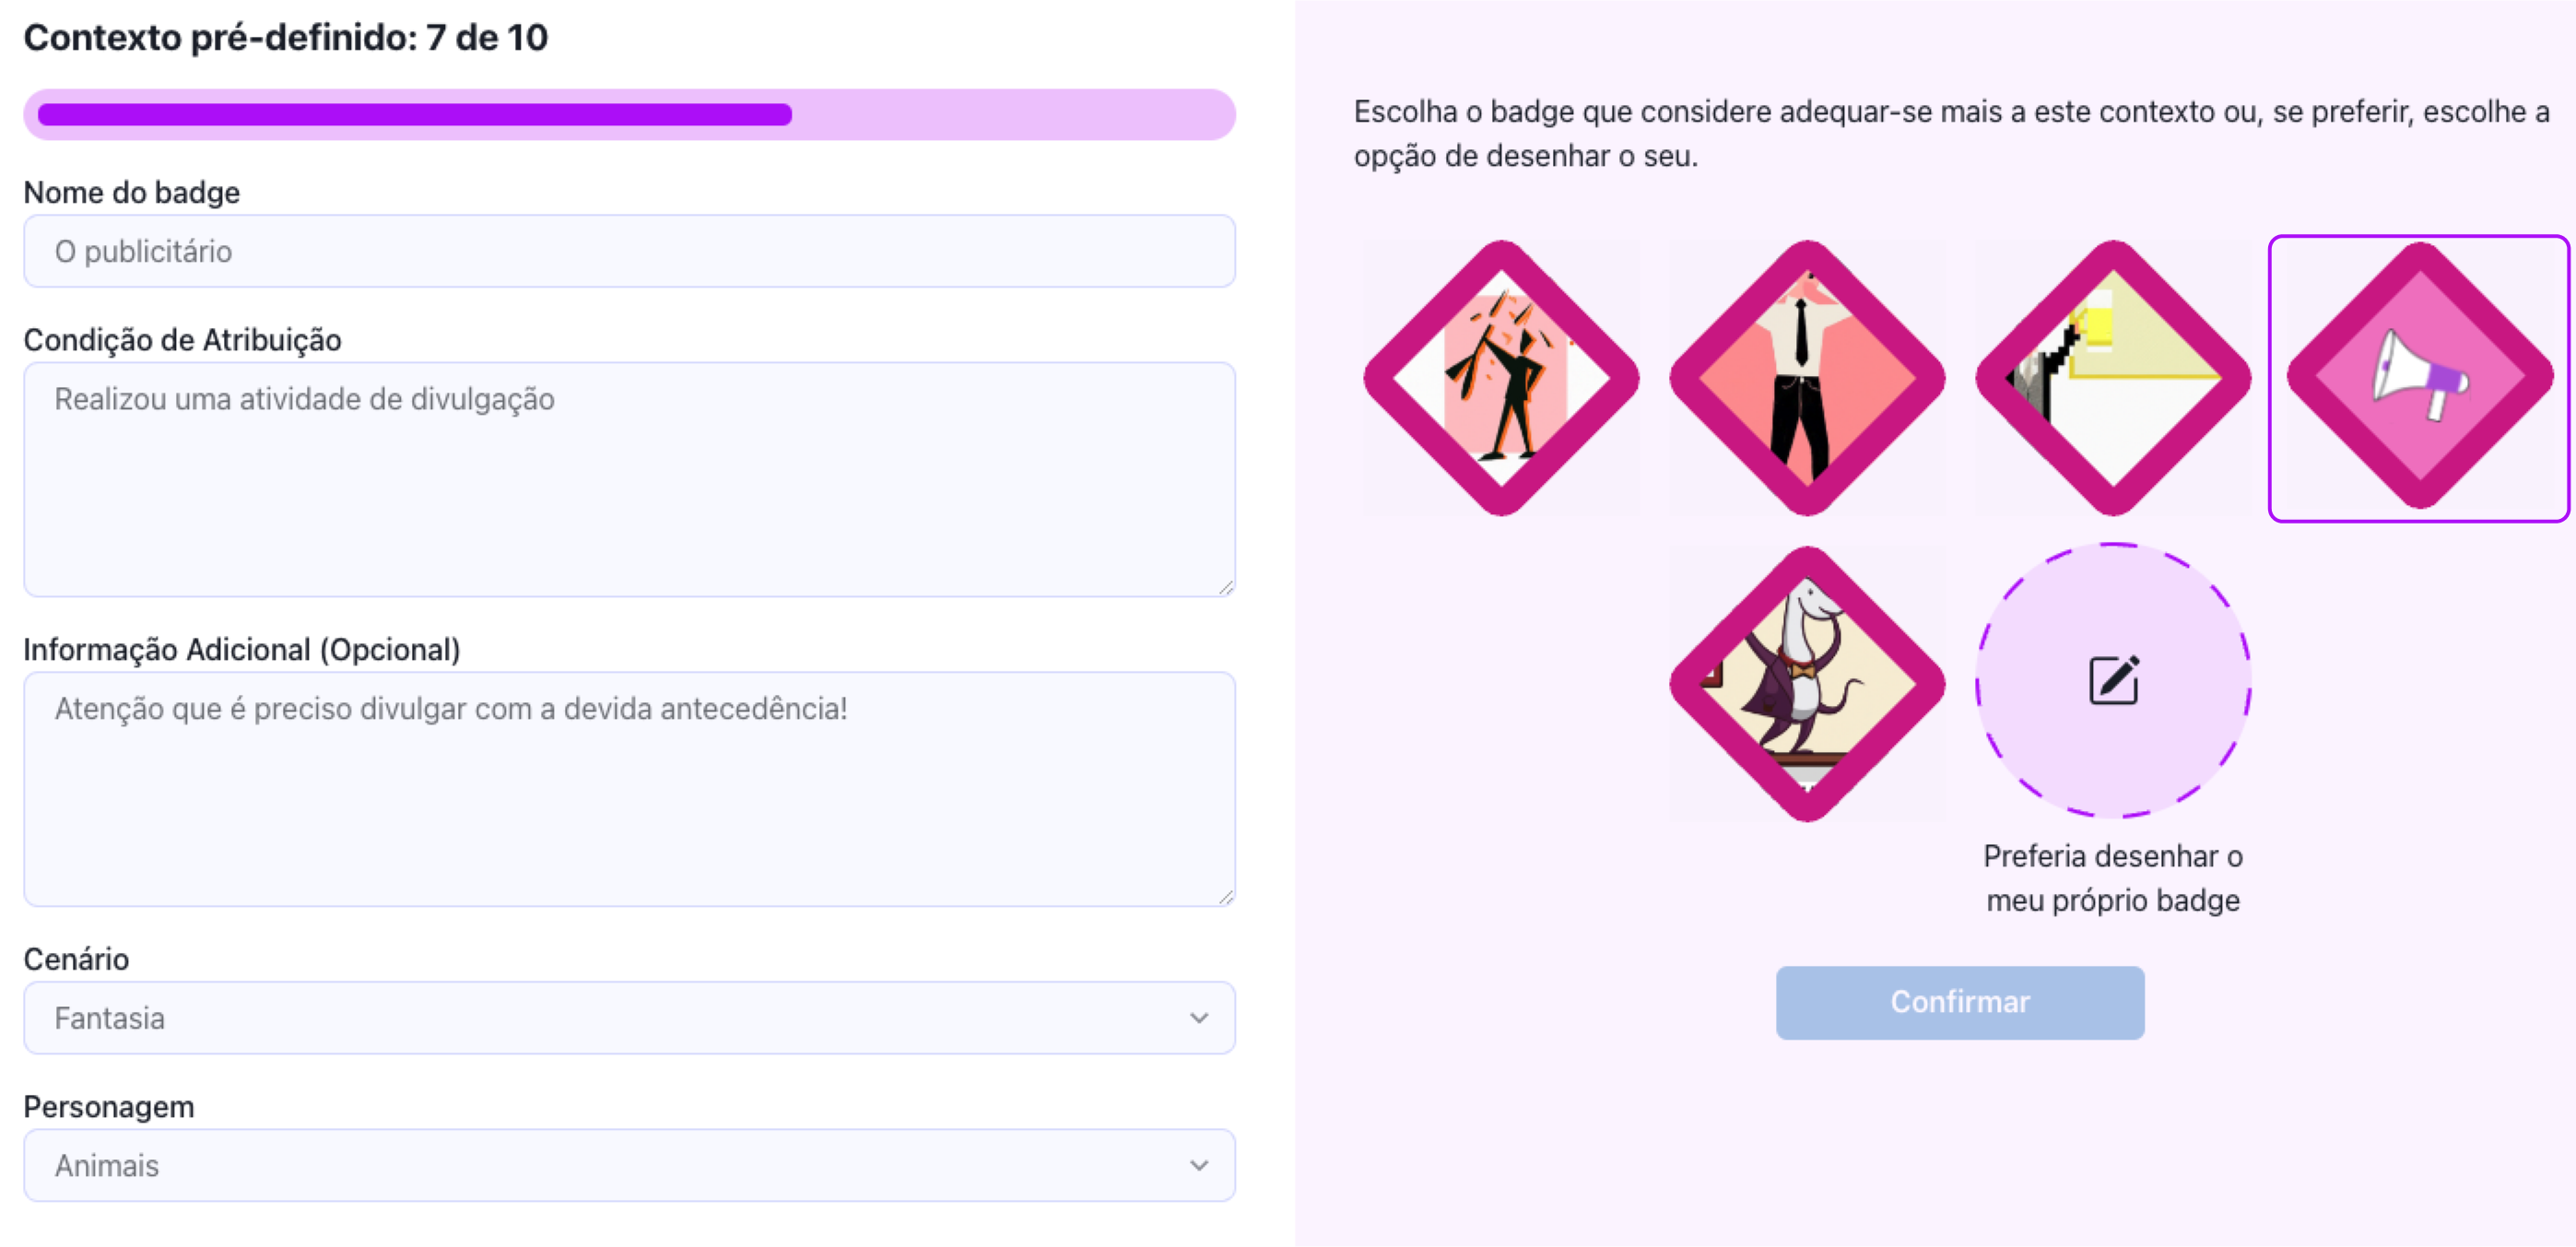 Contexto pré-definido: 7 de 10
Nome do badge
O publicitário
Condição de Atribuição
Realizou uma atividade de divulgação
Informação Adicional (Opcional)
Atenção que é preciso divulgar com a devida antecedência!
Cenário
Fantasia
Personagem
Animais
Escolha o badge que considere adequar-se mais a este contexto ou, se preferir, escolhe a
opção de desenhar o seu.
Preferia desenhar o
meu próprio badge
Confirmar